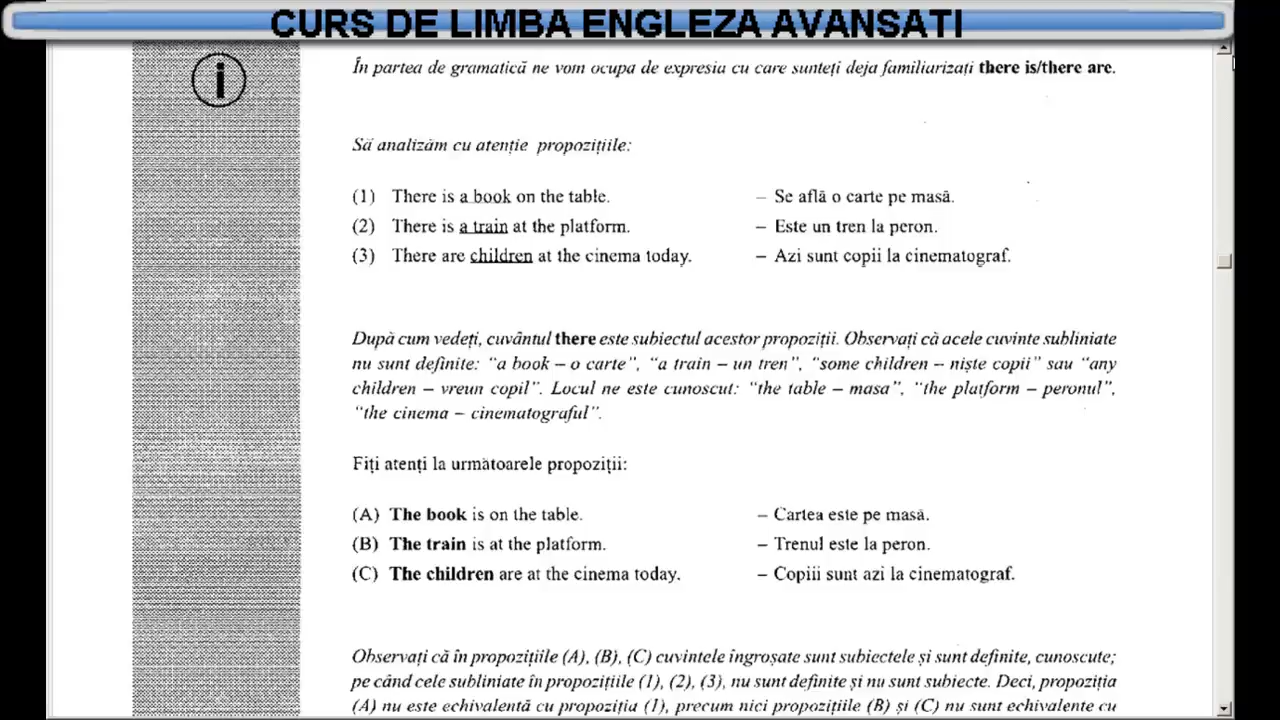 CURS DE LIMBA ENGLEZA AVANSATI
i
În partea de gramatică ne vom ocupa de expresia cu care sunteți deja familiarizați there is/there are.
Să analizăm cu atenție propozițiile:
(1) There is a book on the table. – Se află o carte pe masă.
(2) There is a train at the platform. – Este un tren la peron.
(3) There are children at the cinema today. – Azi sunt copii la cinematograf.
După cum vedeți, cuvântul there este subiectul acestor propoziții. Observați că acele cuvinte subliniate
nu sunt definite: “a book – o carte”, “a train – un tren”, “some children – niște copii” sau “any
children – vreun copil”. Locul ne este cunoscut: “the table – masa”, “the platform – peronul”,
“the cinema – cinematograful”.
Fiți atenți la următoarele propoziții:
(A) The book is on the table. – Cartea este pe masă.
(B) The train is at the platform. – Trenul este la peron.
(C) The children are at the cinema today. – Copiii sunt azi la cinematograf.
Observați că în propozițiile (A), (B), (C) cuvintele îngroșate sunt subiectele și sunt definite, cunoscute;
pe când cele subliniate în propozițiile (1), (2), (3), nu sunt definite și nu sunt subiecte. Deci, propoziția
(A) nu este echivalentă cu propoziția (1), precum nici propozițiile (B) și (C) nu sunt echivalente cu